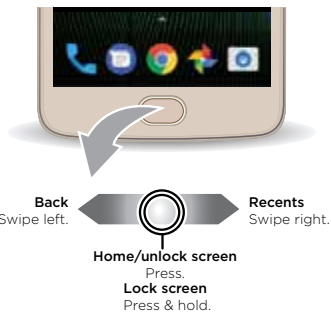 Back
Swipe left.
Recents
Swipe right.
Home/unlock screen
Press.
Lock screen
Press & hold.